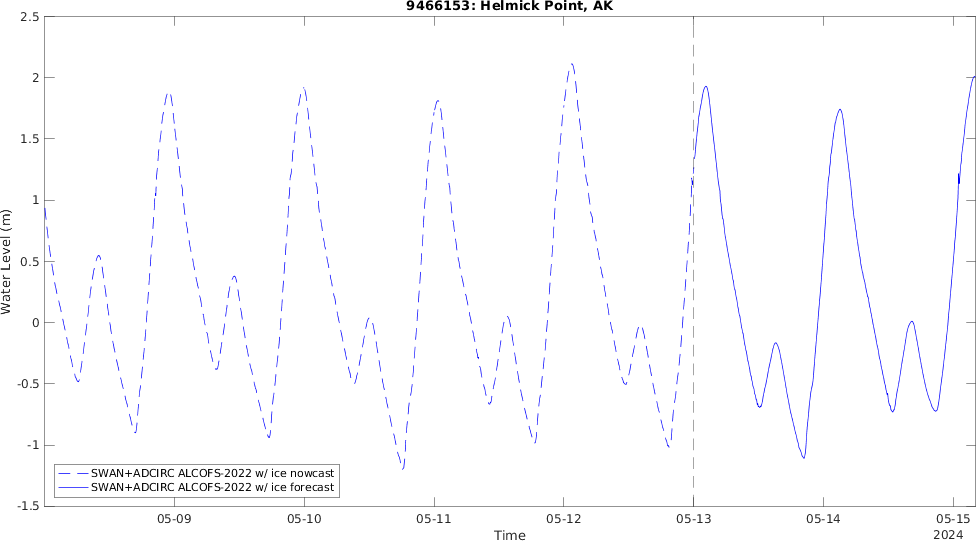 9466153: Helmick Point, AK
2.5
2
1.5
1
0.5
0
-0.5
-1
-1.5
Water Level (m)
SWAN+ADCIRC ALCOFS-2022 w/ ice nowcast
SWAN+ADCIRC ALCOFS-2022 w/ ice forecast
05-09 05-10 05-11 05-12 05-13 05-14 05-15
Time
2024